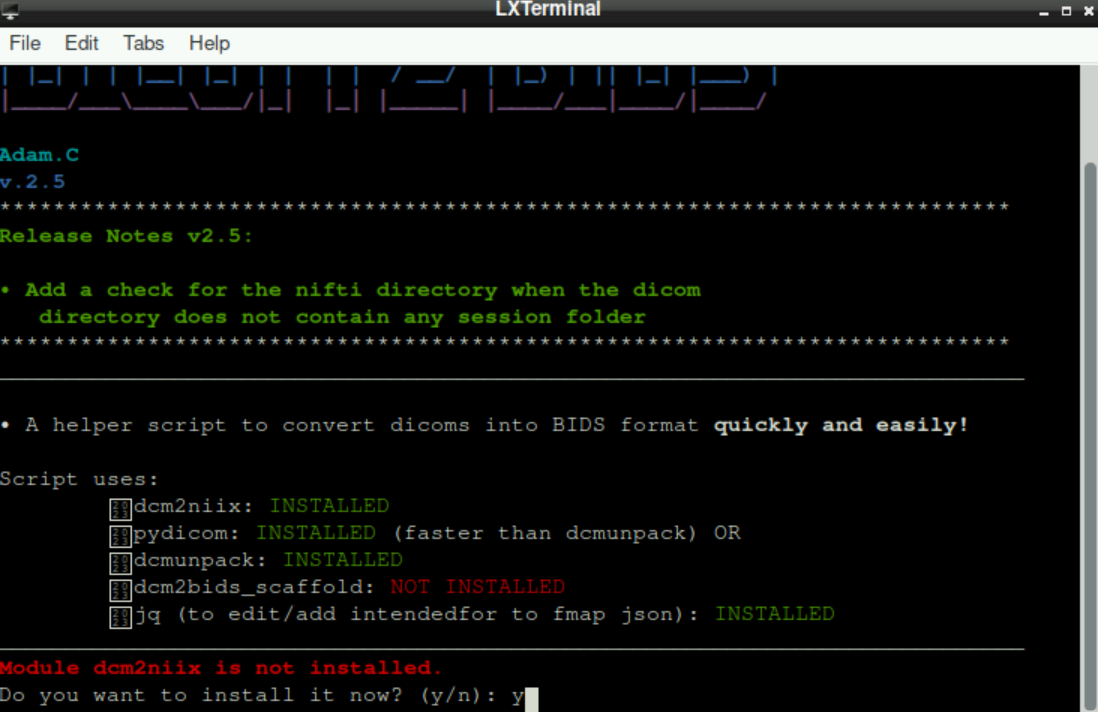 LXTerminal
File Edit Tabs Help
Adam.C
v.2.5
***************************************************************************
Release Notes v2.5:
• Add a check for the nifti directory when the dicom
directory does not contain any session folder
***************************************************************************
• A helper script to convert dicoms into BIDS format quickly and easily!
Script uses:
dcm2niix: INSTALLED
pydicom: INSTALLED (faster than dcmunpack) OR
dcmunpack: INSTALLED
dcm2bids_scaffold: NOT INSTALLED
jq (to edit/add intendedfor to fmap json): INSTALLED
Module dcm2niix is not installed.
Do you want to install it now? (y/n): y